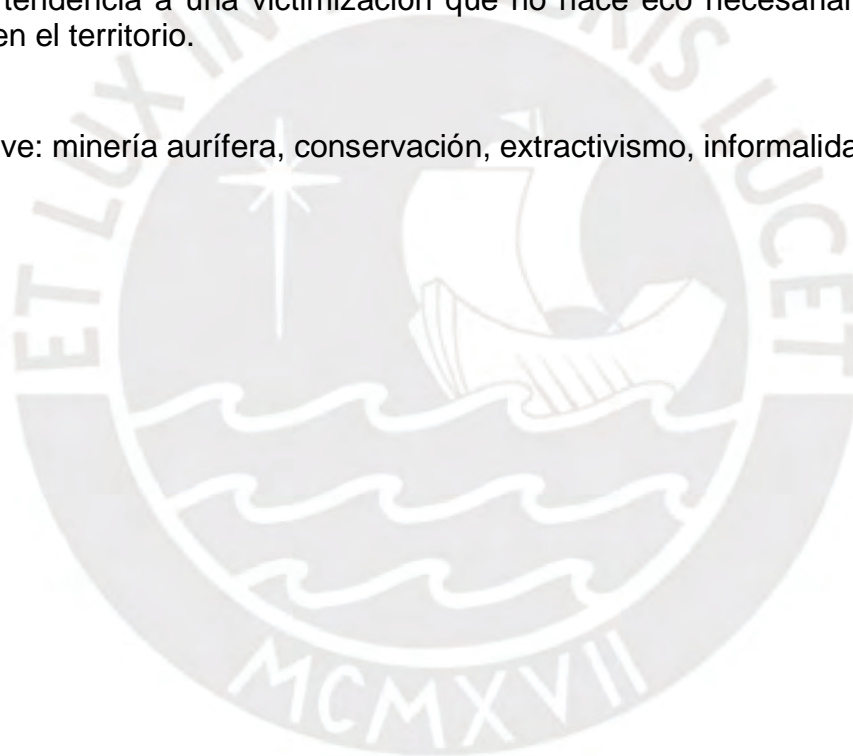 tendencia a una victimización que no hace eco
en el territorio.
ve: minería aurífera, conservación, extractivismo,
ET LUX IN LUCET
MCMXVII